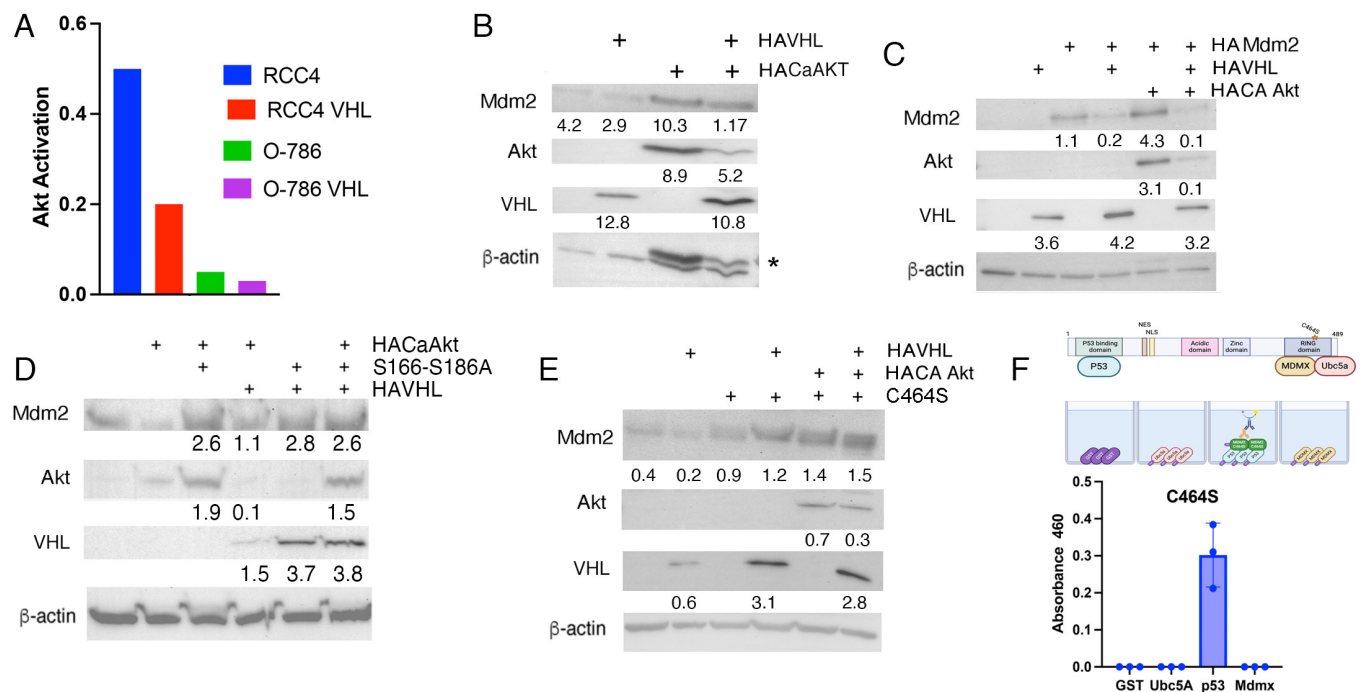 A
0.6
0.4
0.2
0.0
Akt Activation
RCC4
RCC4 VHL
O-786
O-786 VHL
B
+ + HAVHL
+ + HACaAKT
Mdm2
4.2 2.9 10.3 1.17
Akt
8.9 5.2
VHL
12.8 10.8
β-actin *
C
+ + + + HA Mdm2
+ + + HAVHL
+ + HACA Akt
Mdm2
1.1 0.2 4.3 0.1
Akt
3.1 0.1
VHL
3.6 4.2 3.2
β-actin
D
+ + + + HACaAkt
+ + + S166-S186A
+ + + HAVHL
Mdm2
2.6 1.1 2.8 2.6
Akt
1.9 0.1 1.5
VHL
1.5 3.7 3.8
β-actin
E
+ + + HAVHL
+ + HACA Akt
+ + + + C464S
Mdm2
0.4 0.2 0.9 1.2 1.4 1.5
Akt
0.7 0.3
VHL
0.6 3.1 2.8
β-actin
F
1 NES NLS C464S 489
P53 binding domain
Acidic domain
Zinc domain
RING domain
P53
MDMX
Ubc5a
C464S
0.5
0.4
0.3
0.2
0.1
0.0
Absorbance 460
GST Ubc5A p53 Mdmx